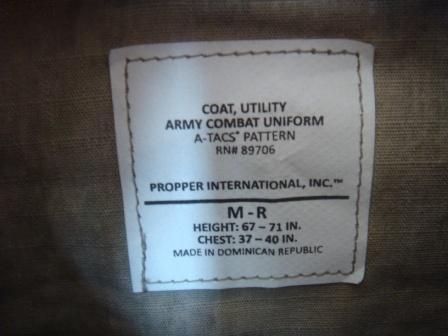 COAT, UTILITY
ARMY COMBAT UNIFORM
A-TACS® PATTERN
RN# 89706
PROPPER INTERNATIONAL, INC.™
M - R
HEIGHT: 67 – 71 IN.
CHEST: 37 – 40 IN.
MADE IN DOMINICAN REPUBLIC